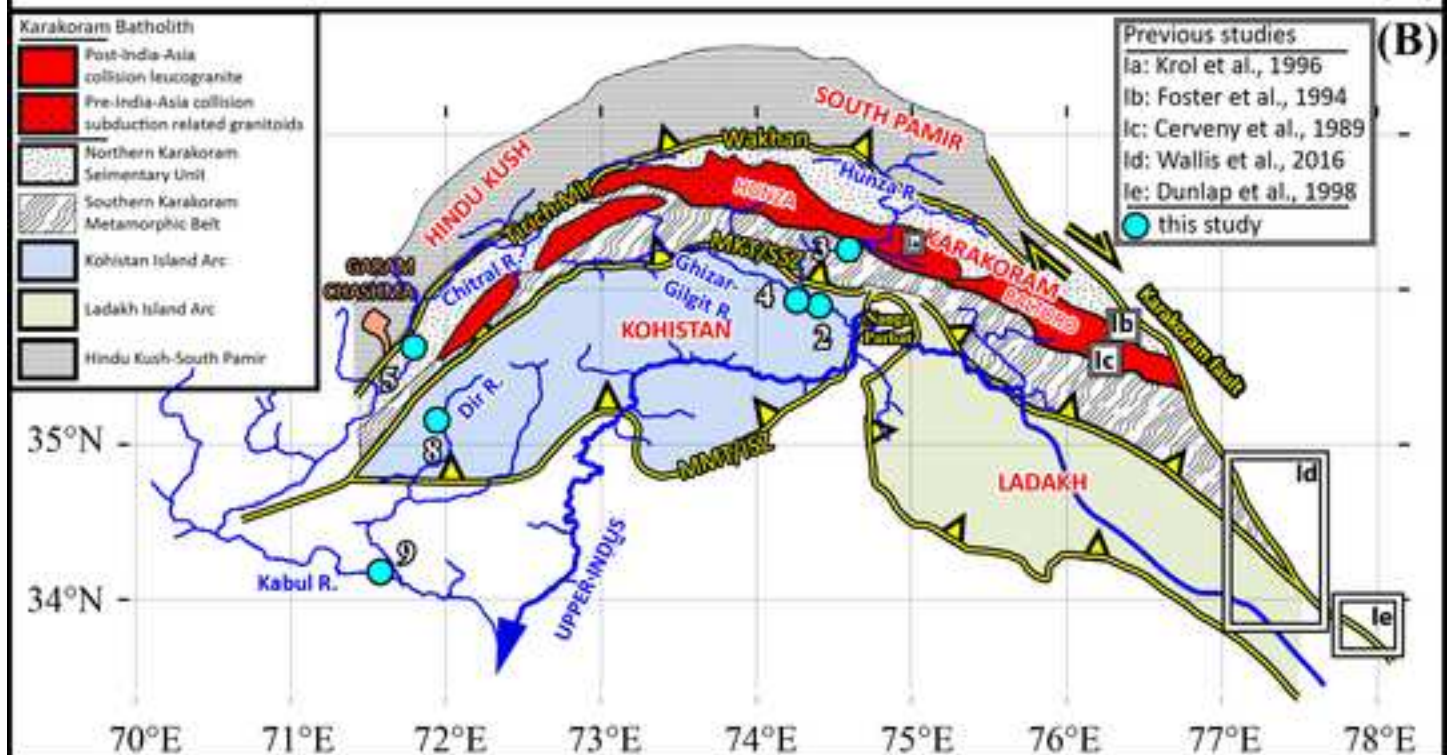 Karakoram Batholith
Post-India-Asia
collision leucogranite
Pre-India-Asia collision
subduction related granitoids
Northern Karakoram
Seimentary Unit
Southern Karakoram
Metamorphic Belt
Kohistan Island Arc
Ladakh Island Arc
Hindu Kush-South Pamir
Previous studies
Ia: Krol et al., 1996
Ib: Foster et al., 1994
Ic: Cerveny et al., 1989
Id: Wallis et al., 2016
Ie: Dunlap et al., 1998
this study
(B)
SOUTH PAMIR
Wakhan
HINDU KUSH
Tirich Mir
HUNZA
Hunza R.
KARAKORAM
BALTORO
Karakoram fault
GARAM
CHASHMA
Chitral R.
MKT/SSZ
Ghizar-
Gilgit R.
3
4
2
Ia
Ib
Ic
KOHISTAN
Nanga
Parbat
5
Dir R.
8
MMT/ISZ
LADAKH
Id
Ie
9
Kabul R.
UPPER-INDUS
35°N
34°N
70°E 71°E 72°E 73°E 74°E 75°E 76°E 77°E 78°E